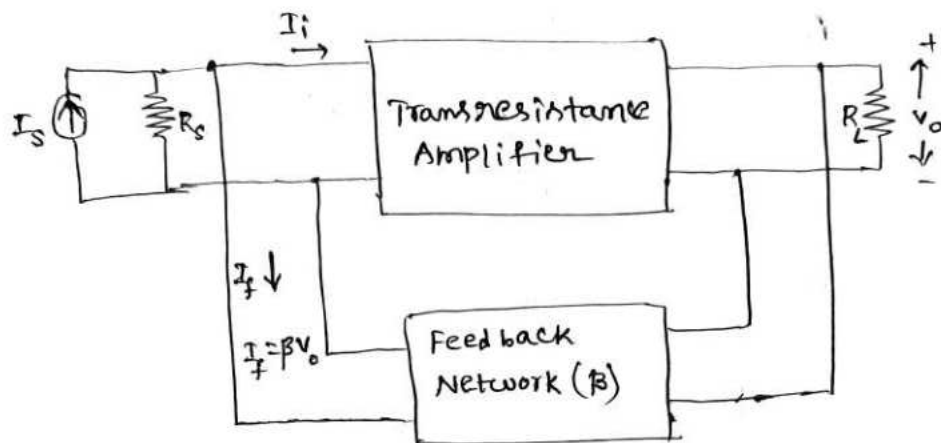 Ii
Is
Rs
Transresistance
Amplifier
RL
+
Vo
-
If
If = βVo
Feedback
Network (β)